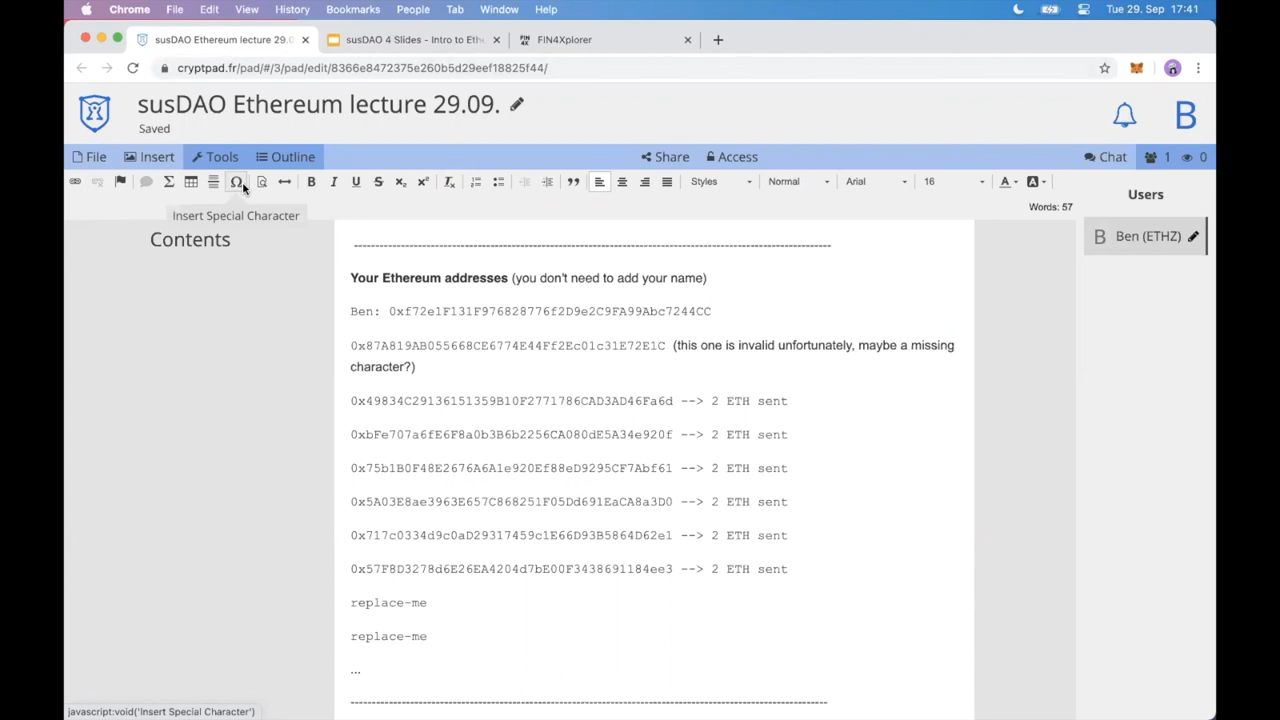 Chrome File Edit View History Bookmarks People Tab Window Help Tue 29. Sep 17:41
susDAO Ethereum lecture 29.0 susDAO 4 Slides - Intro to Eth FIN4Xplorer
cryptpad.fr/pad/#/3/pad/edit/8366e8472375e260b5d29eef18825f44/
susDAO Ethereum lecture 29.09.
Saved
B
File Insert Tools Outline Share Access Chat 1 0
Styles Normal Arial 16
Words: 57
Insert Special Character
Users
B Ben (ETHZ)
Contents
--------------------------------------------------------------------------------------------------------------
Your Ethereum addresses (you don't need to add your name)
Ben: 0xf72e1F131F976828776f2D9e2C9FA99Abc7244CC
0x87A819AB055668CE6774E44Ff2Ec01c31E72E1C (this one is invalid unfortunately, maybe a missing
character?)
0x49834C29136151359B10F2771786CAD3AD46Fa6d --> 2 ETH sent
0xbFe707a6fE6F8a0b3B6b2256CA080dE5A34e920f --> 2 ETH sent
0x75b1B0F48E2676A6A1e920Ef88eD9295CF7Abf61 --> 2 ETH sent
0x5A03E8ae3963E657C868251F05Dd691EaCA8a3D0 --> 2 ETH sent
0x717c0334d9c0aD29317459c1E66D93B5864D62e1 --> 2 ETH sent
0x57F8D3278d6E26EA4204d7bE00F3438691184ee3 --> 2 ETH sent
replace-me
replace-me
...
--------------------------------------------------------------------------------------------------------------
javascript:void('Insert Special Character')